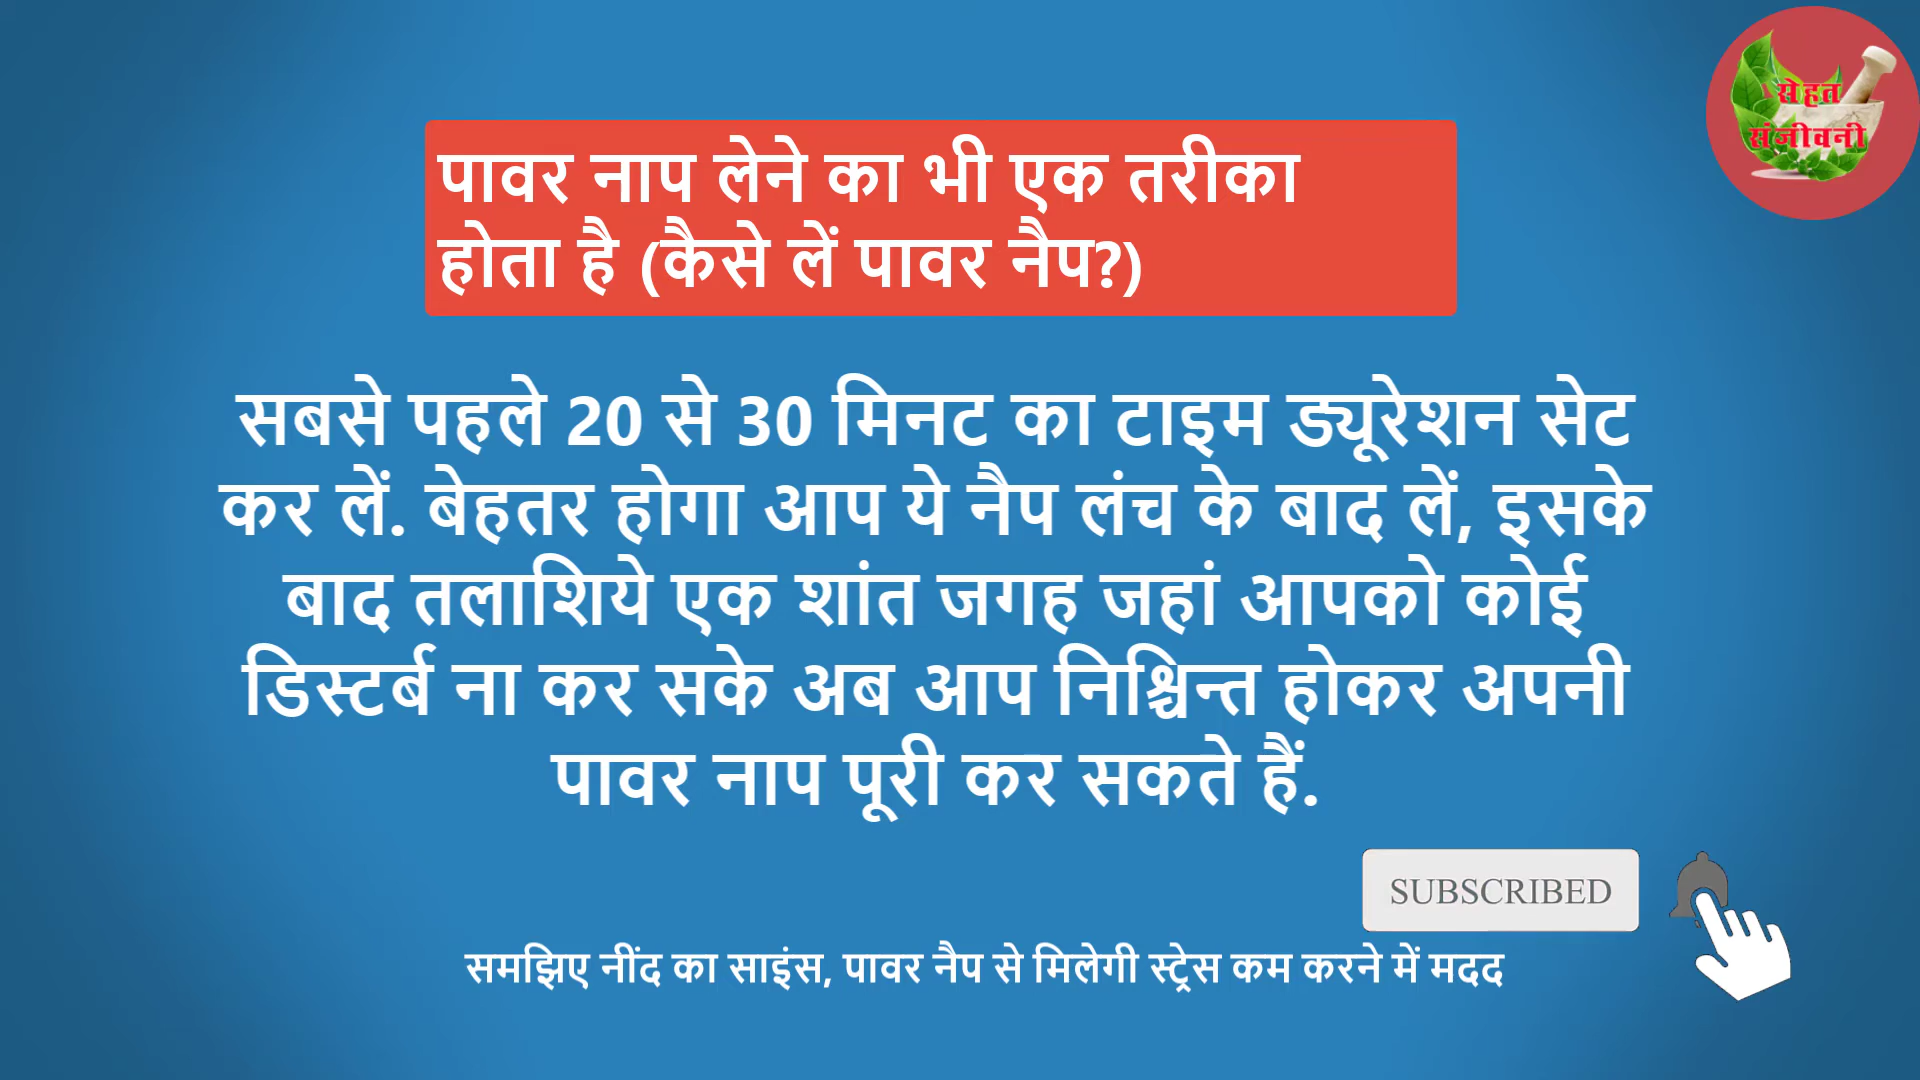 सेहत
संजीवनी
पावर नाप लेने का भी एक तरीका
होता है (कैसे लें पावर नैप?)
सबसे पहले 20 से 30 मिनट का टाइम ड्यूरेशन सेट
कर लें. बेहतर होगा आप ये नैप लंच के बाद लें, इसके
बाद तलाशिये एक शांत जगह जहां आपको कोई
डिस्टर्ब ना कर सके अब आप निश्चिन्त होकर अपनी
पावर नाप पूरी कर सकते हैं.
SUBSCRIBED
समझिए नींद का साइंस, पावर नैप से मिलेगी स्ट्रेस कम करने में मदद